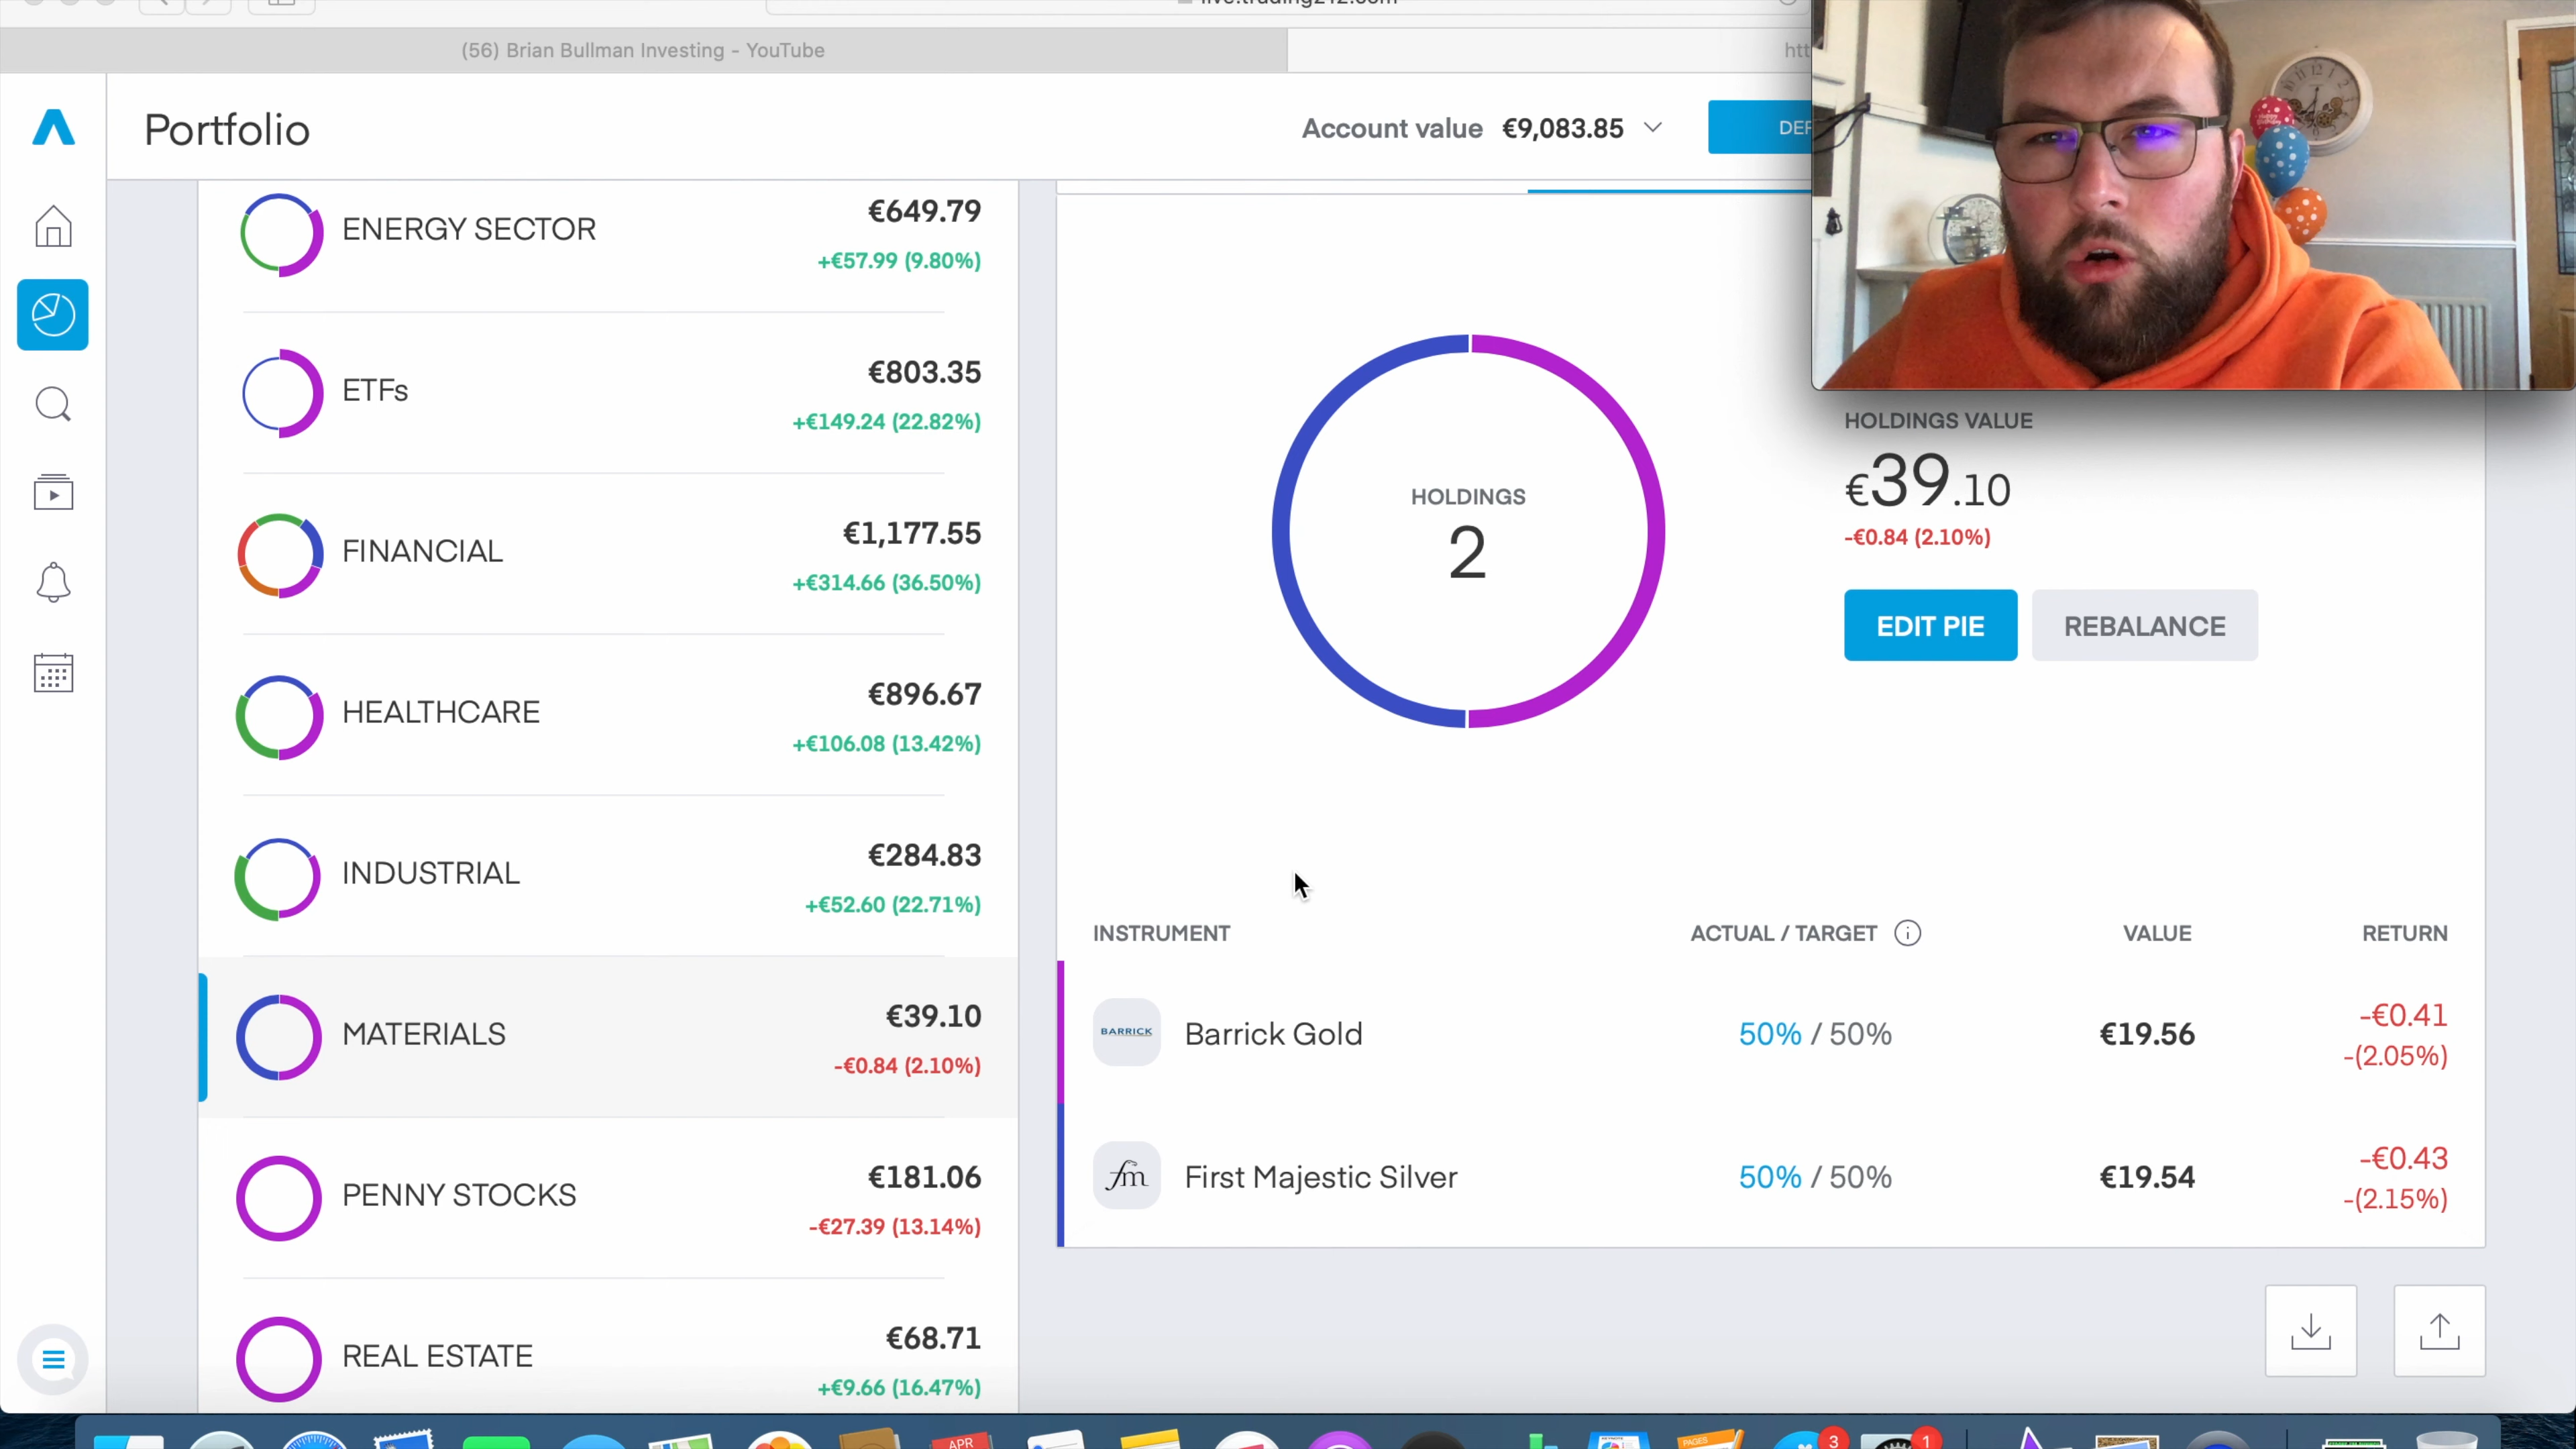 (56) Brian Bullman Investing - YouTube
Portfolio
Account value €9,083.85
ENERGY SECTOR
€649.79
+€57.99 (9.80%)
ETFs
€803.35
+€149.24 (22.82%)
FINANCIAL
€1,177.55
+€314.66 (36.50%)
HEALTHCARE
€896.67
+€106.08 (13.42%)
INDUSTRIAL
€284.83
+€52.60 (22.71%)
MATERIALS
€39.10
-€0.84 (2.10%)
PENNY STOCKS
€181.06
-€27.39 (13.14%)
REAL ESTATE
€68.71
+€9.66 (16.47%)
HOLDINGS
2
HOLDINGS VALUE
€39.10
-€0.84 (2.10%)
EDIT PIE
REBALANCE
INSTRUMENT ACTUAL / TARGET VALUE RETURN
BARRICK
Barrick Gold 50% / 50% €19.56 -€0.41
-(2.05%)
fm
First Majestic Silver 50% / 50% €19.54 -€0.43
-(2.15%)
APR
PAGES
3
1